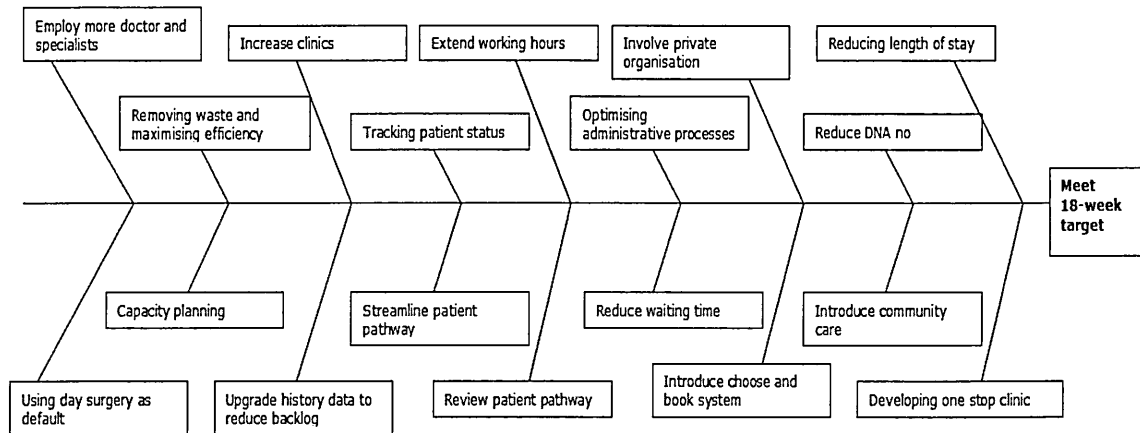 Employ more doctor and
specialists
Increase clinics
Extend working hours
Involve private
organisation
Reducing length of stay
Removing waste and
maximising efficiency
Tracking patient status
Optimising
administrative processes
Reduce DNA no
Meet
18-week
target
Capacity planning
Streamline patient
pathway
Reduce waiting time
Introduce community
care
Using day surgery as
default
Upgrade history data to
reduce backlog
Review patient pathway
Introduce choose and
book system
Developing one stop clinic